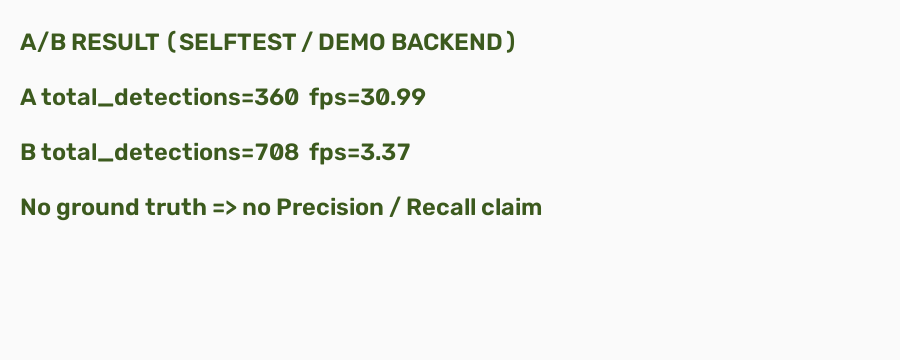 A/B RESULT (SELFTEST / DEMO BACKEND)
A total_detections=360 fps=30.99
B total_detections=708 fps=3.37
No ground truth => no Precision / Recall claim